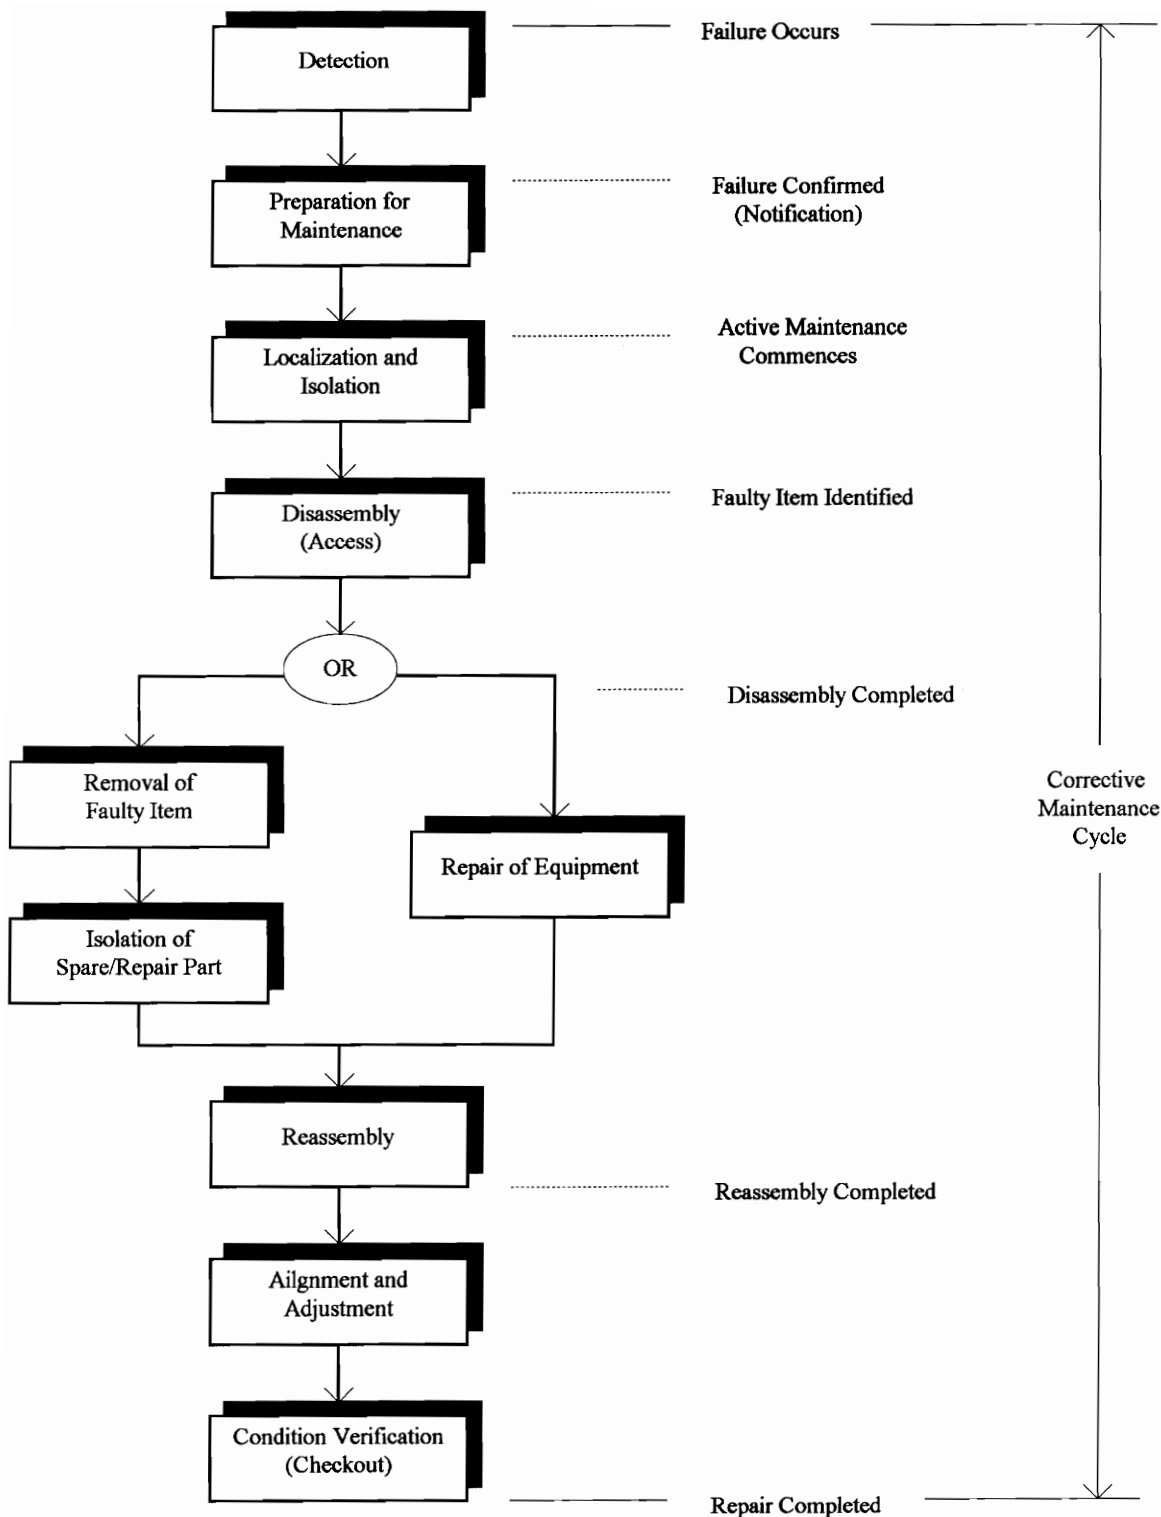 Detection
Failure Occurs
Preparation for
Maintenance
Failure Confirmed
(Notification)
Localization and
Isolation
Active Maintenance
Commences
Disassembly
(Access)
Faulty Item Identified
OR
Disassembly Completed
Removal of
Faulty Item
Repair of Equipment
Isolation of
Spare/Repair Part
Corrective
Maintenance
Cycle
Reassembly
Reassembly Completed
Ailgnment and
Adjustment
Condition Verification
(Checkout)
Repair Completed